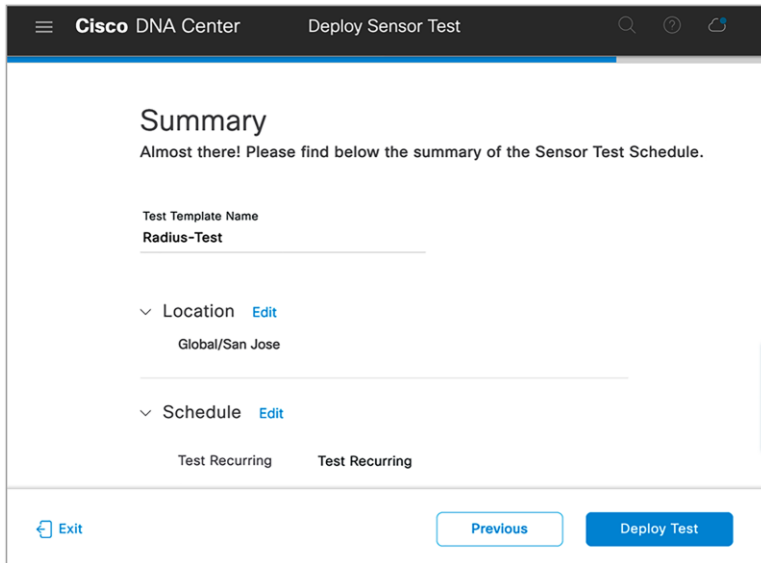 Cisco DNA Center Deploy Sensor Test
Summary
Almost there! Please find below the summary of the Sensor Test Schedule.
Test Template Name
Radius-Test
Location Edit
Global/San Jose
Schedule Edit
Test Recurring Test Recurring
Exit Previous Deploy Test